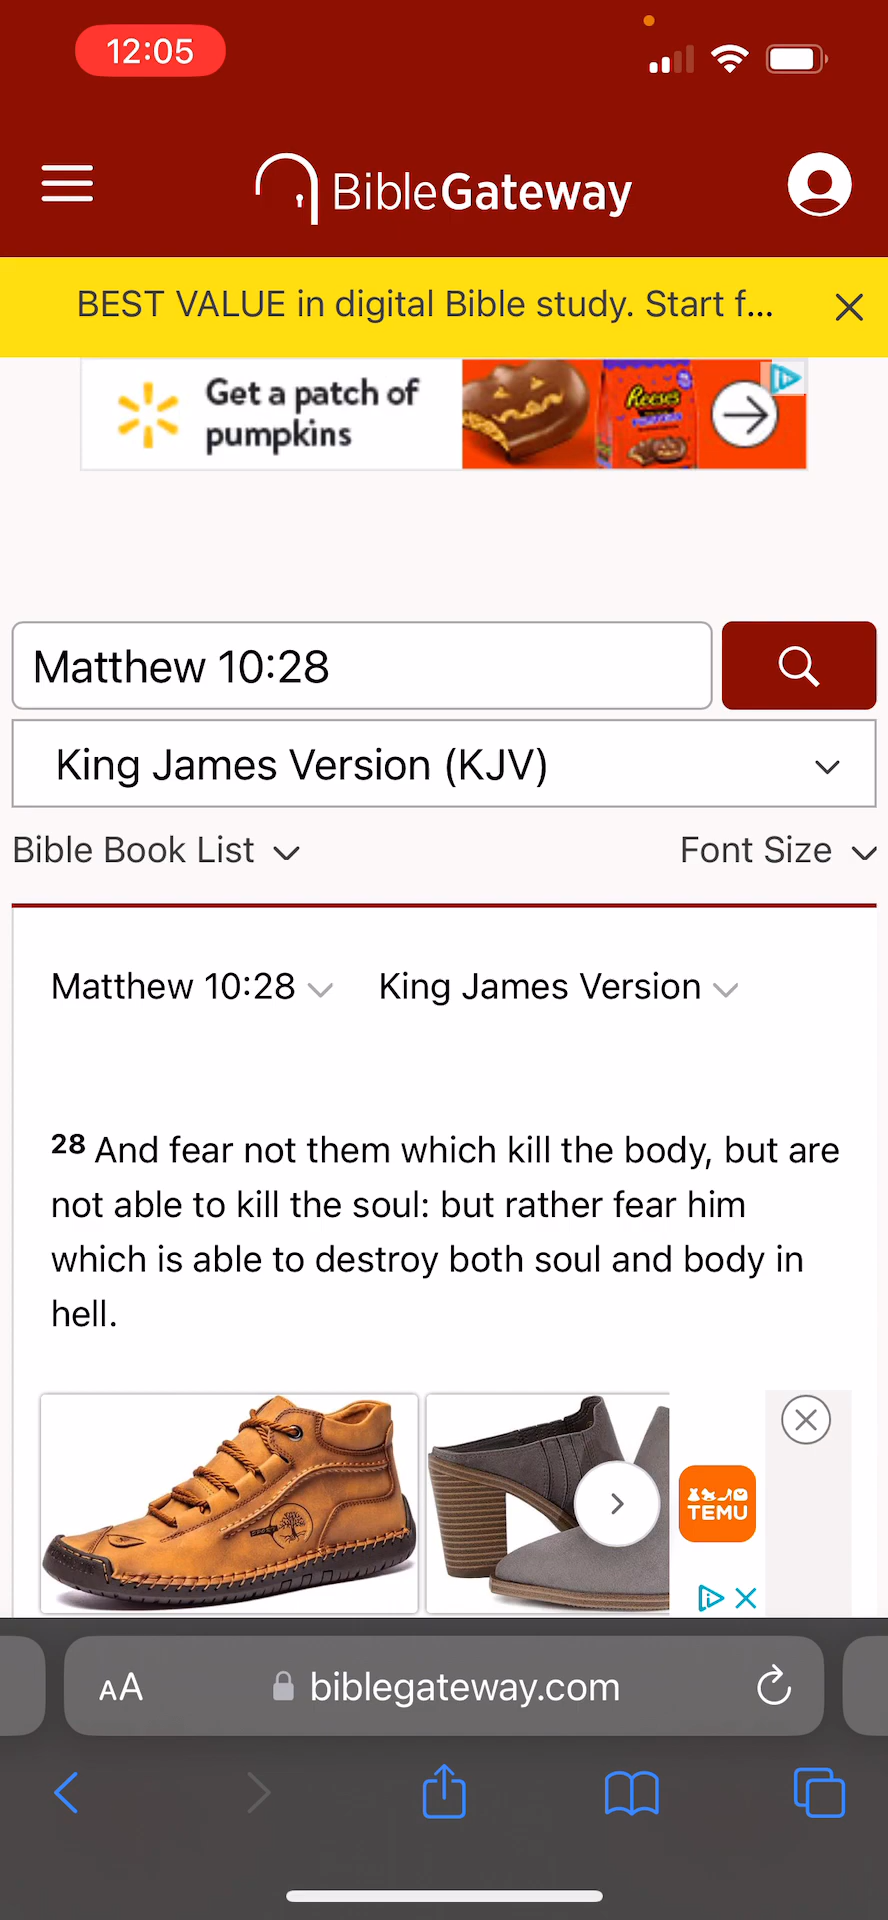 12:05
BibleGateway
BEST VALUE in digital Bible study. Start f...
Get a patch of
pumpkins
Reese's
Matthew 10:28
King James Version (KJV)
Bible Book List
Font Size
Matthew 10:28
King James Version
28 And fear not them which kill the body, but are
not able to kill the soul: but rather fear him
which is able to destroy both soul and body in
hell.
TEMU
AA
biblegateway.com